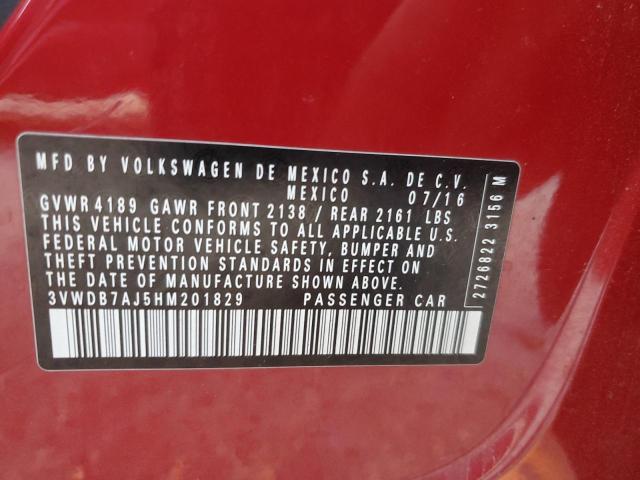 MFD BY VOLKSWAGEN DE MEXICO S.A. DE C.V.
MEXICO 07/16
GVWR 4189 GAWR FRONT 2138 / REAR 2161 LBS
THIS VEHICLE CONFORMS TO ALL APPLICABLE U.S.
FEDERAL MOTOR VEHICLE SAFETY, BUMPER AND
THEFT PREVENTION STANDARDS IN EFFECT ON
THE DATE OF MANUFACTURE SHOWN ABOVE.
3VWDB7AJ5HM201829 PASSENGER CAR
2726822 3156 M